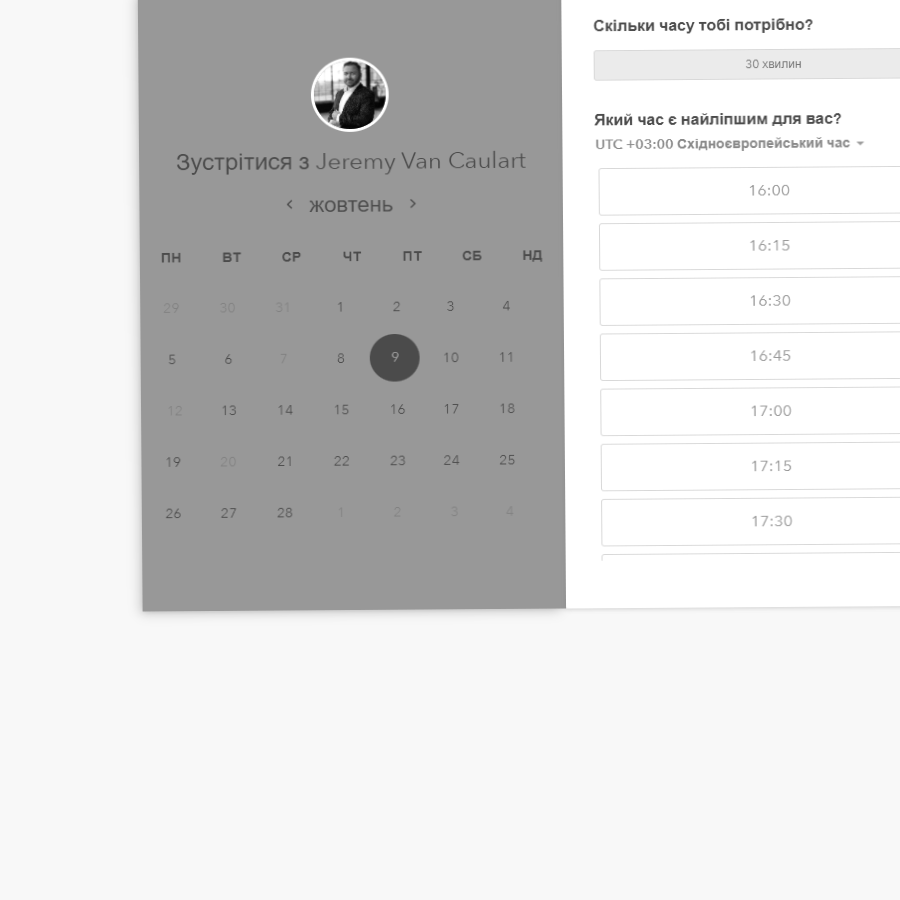 Зустрітися з Jeremy Van Caulart
жовтень
ПН ВТ СР ЧТ ПТ СБ НД
29 30 31 1 2 3 4
5 6 7 8 9 10 11
12 13 14 15 16 17 18
19 20 21 22 23 24 25
26 27 28 1 2 3 4
Скільки часу тобі потрібно?
30 хвилин
Який час є найліпшим для вас?
UTC +03:00 Східноєвропейський час
16:00
16:15
16:30
16:45
17:00
17:15
17:30